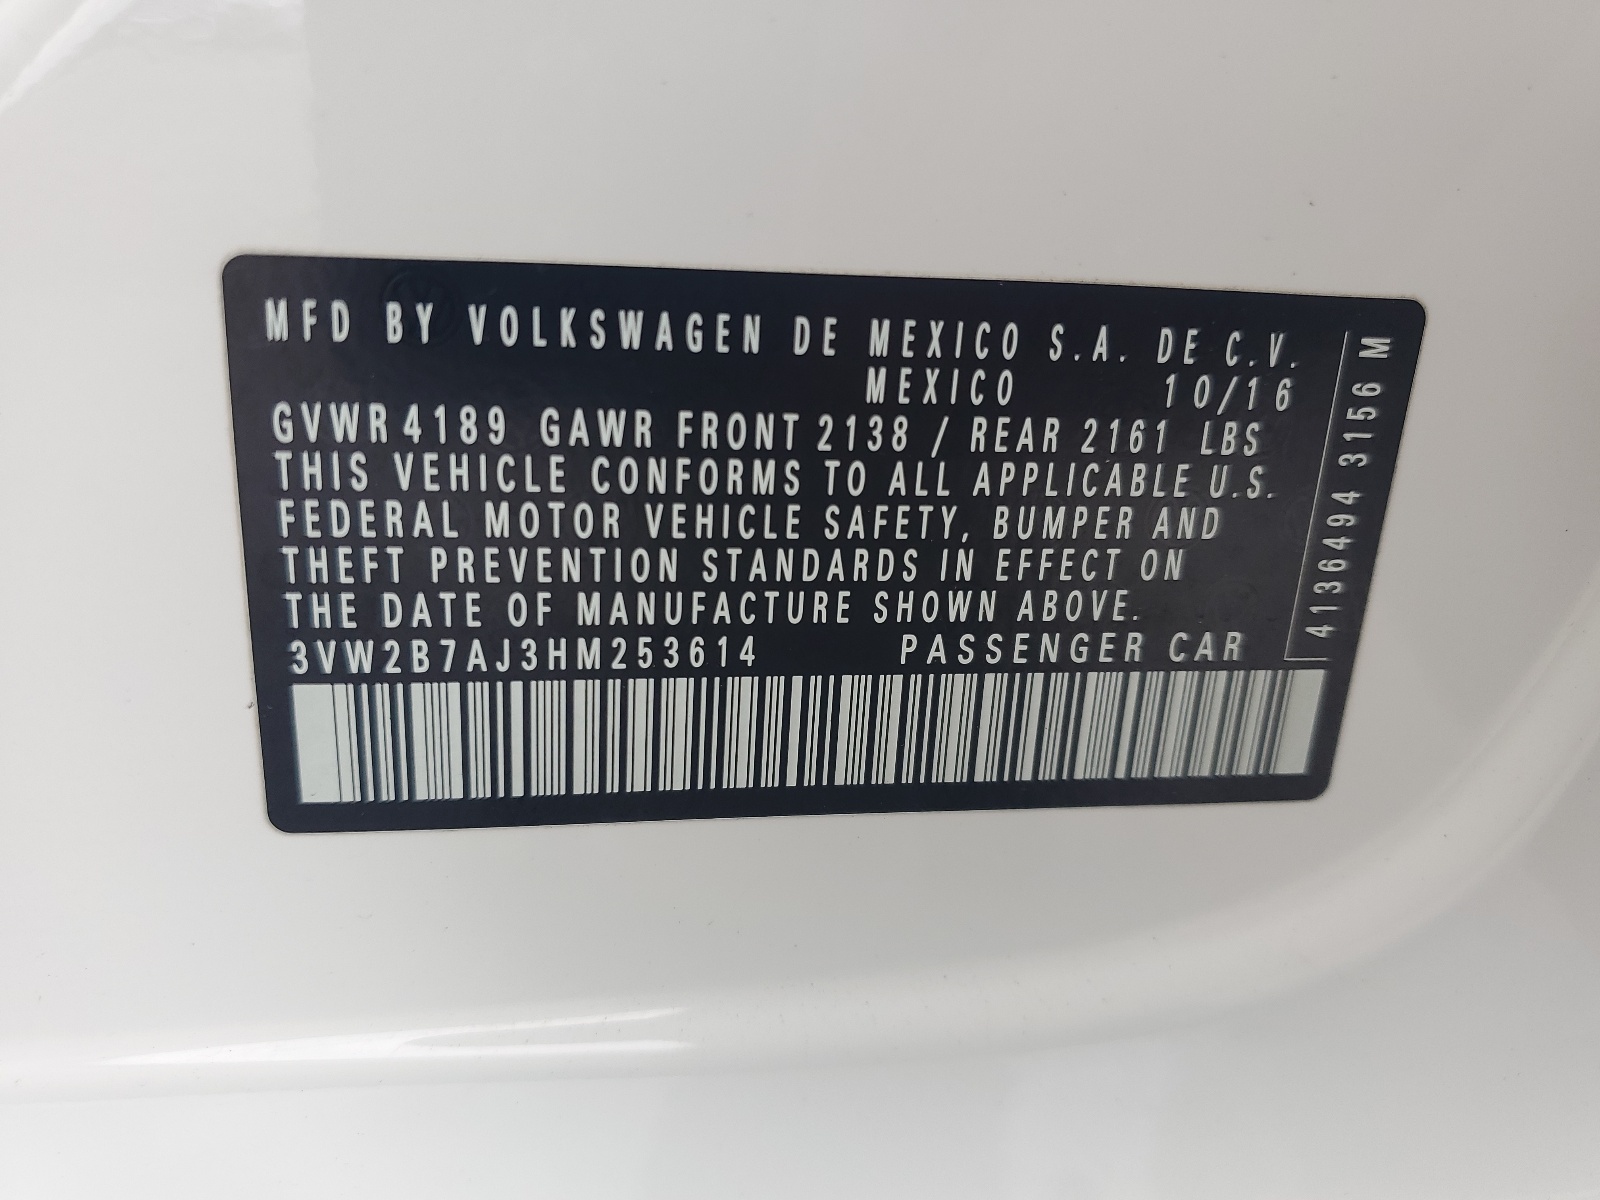 MFD BY VOLKSWAGEN DE MEXICO S.A. DE C.V.
MEXICO 10/16
GVWR 4189 GAWR FRONT 2138 / REAR 2161 LBS
THIS VEHICLE CONFORMS TO ALL APPLICABLE U.S.
FEDERAL MOTOR VEHICLE SAFETY, BUMPER AND
THEFT PREVENTION STANDARDS IN EFFECT ON
THE DATE OF MANUFACTURE SHOWN ABOVE.
3VW2B7AJ3HM253614 PASSENGER CAR
4136494 3156 M